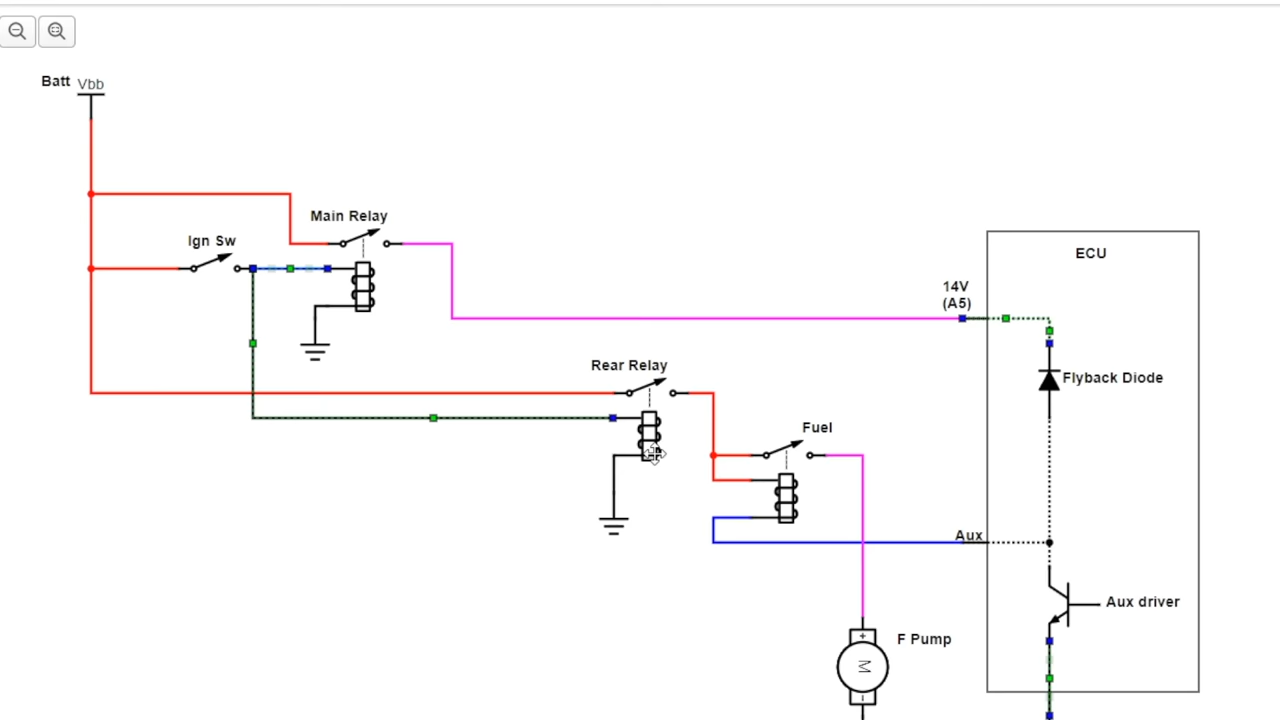 Batt Vbb
Main Relay
Ign Sw
ECU
14V
(A5)
Rear Relay
Flyback Diode
Fuel
Aux
Aux driver
+
F Pump
M
-